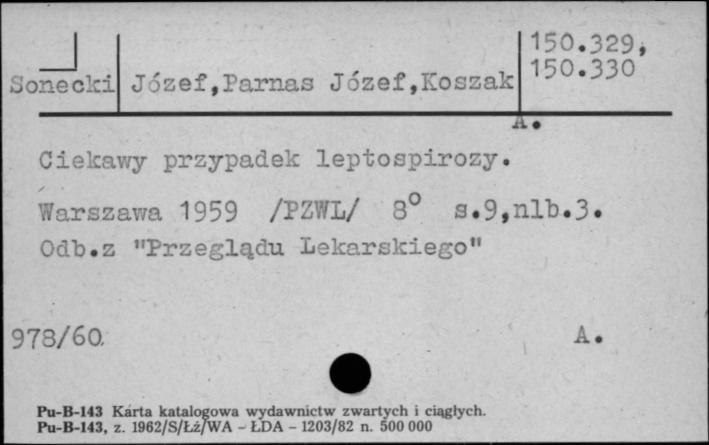 150.329,
Sonecki Józef,Parnas Józef,Koszak 150.330
A.
Ciekawy przypadek leptospirozy.
Warszawa 1959 /PZWL/ 8° s.9,nlb.3.
Odb.z "Przeglądu Lekarskiego"
978/60. A.
Pu-B-143 Karta katalogowa wydawnictw zwartych i ciągłych.
Pu-B-143, z. 1962/S/Łż/WA - ŁDA - 1203/82 n. 500 000